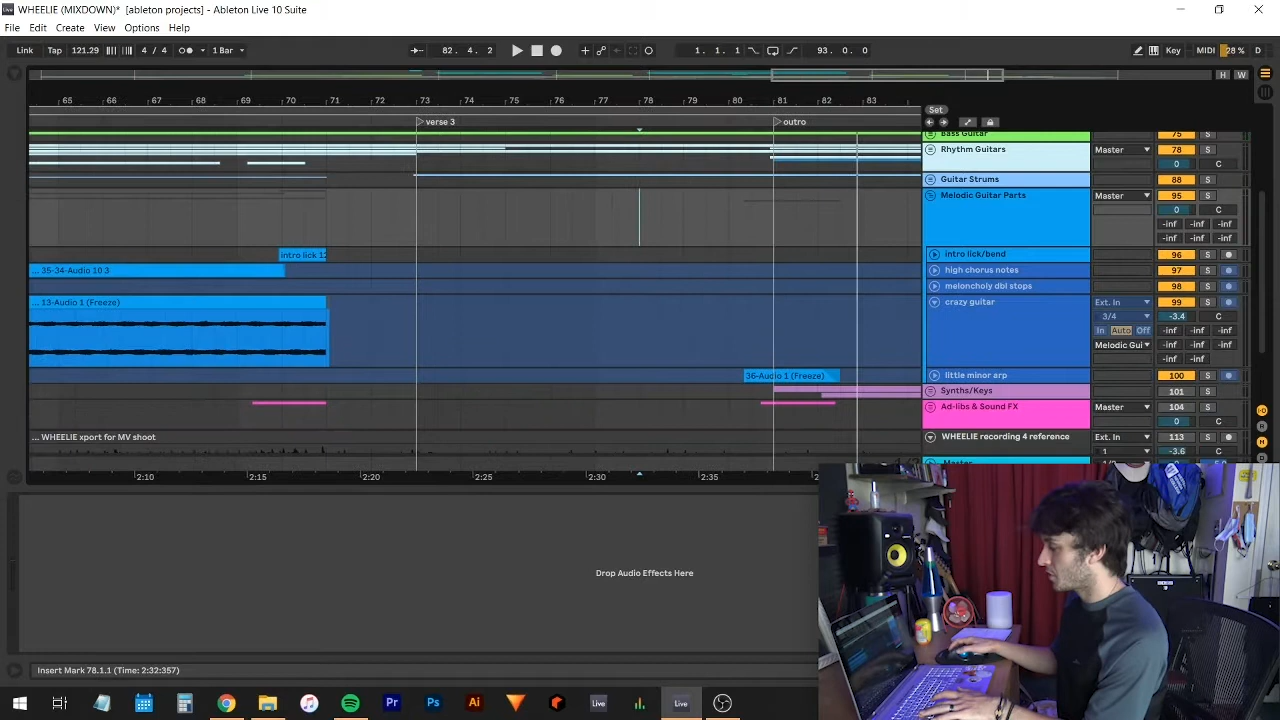 WHEELIE (MIXDOWN)* [ableton projects] - Ableton Live 10 Suite
File Edit Create View Options Help
Link Tap 121.29 4 / 4 1 Bar 82. 4. 2 1. 1. 1 93. 0. 0 Key MIDI 28 % D
H W
65 66 67 68 69 70 71 72 73 74 75 76 77 78 79 80 81 82 83
Set
verse 3 outro
Bass Guitar 75 S
Rhythm Guitars Master 78 S
0 C
Guitar Strums 88 S
Melodic Guitar Parts Master 95 S
0 C
-inf -inf -inf
-inf -inf -inf
intro lick 12 intro lick/bend 96 S
... 35-34-Audio 10 3 high chorus notes 97 S
meloncholy dbl stops 98 S
... 13-Audio 1 (Freeze) crazy guitar Ext. In 99 S
3/4 -3.4 C
In Auto Off -inf -inf -inf
Melodic Gui -inf -inf
36-Audio 1 (Freeze) little minor arp 100 S
Synths/Keys 101 S
Ad-libs & Sound FX Master 104 S
0 C
... WHEELIE xport for MV shoot WHEELIE recording 4 reference Ext. In 113 S
1 -3.6 C
Master 1/2
2:10 2:15 2:20 2:25 2:30 2:35
Drop Audio Effects Here
Insert Mark 78.1.1 (Time: 2:32:357)
Pr Ps Ai Live Live